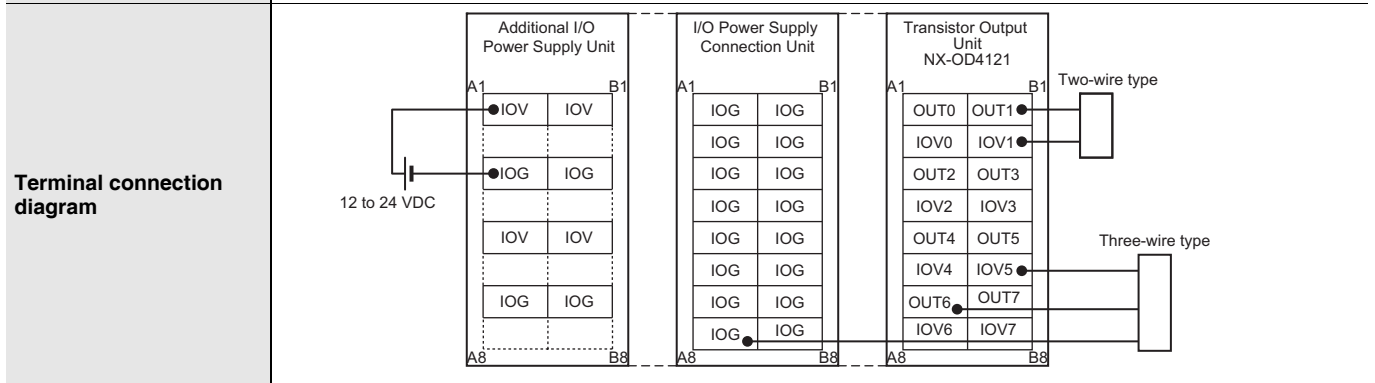 Terminal connection
diagram
Additional I/O
Power Supply Unit
I/O Power Supply
Connection Unit
Transistor Output
Unit
NX-OD4121
Two-wire type
Three-wire type
12 to 24 VDC
A1 B1
IOV IOV
IOG IOG
IOV IOV
IOG IOG
A8 B8
A1 B1
IOG IOG
IOG IOG
IOG IOG
IOG IOG
IOG IOG
IOG IOG
IOG IOG
IOG IOG
A8 B8
A1 B1
OUT0 OUT1
IOV0 IOV1
OUT2 OUT3
IOV2 IOV3
OUT4 OUT5
IOV4 IOV5
OUT6 OUT7
IOV6 IOV7
A8 B8